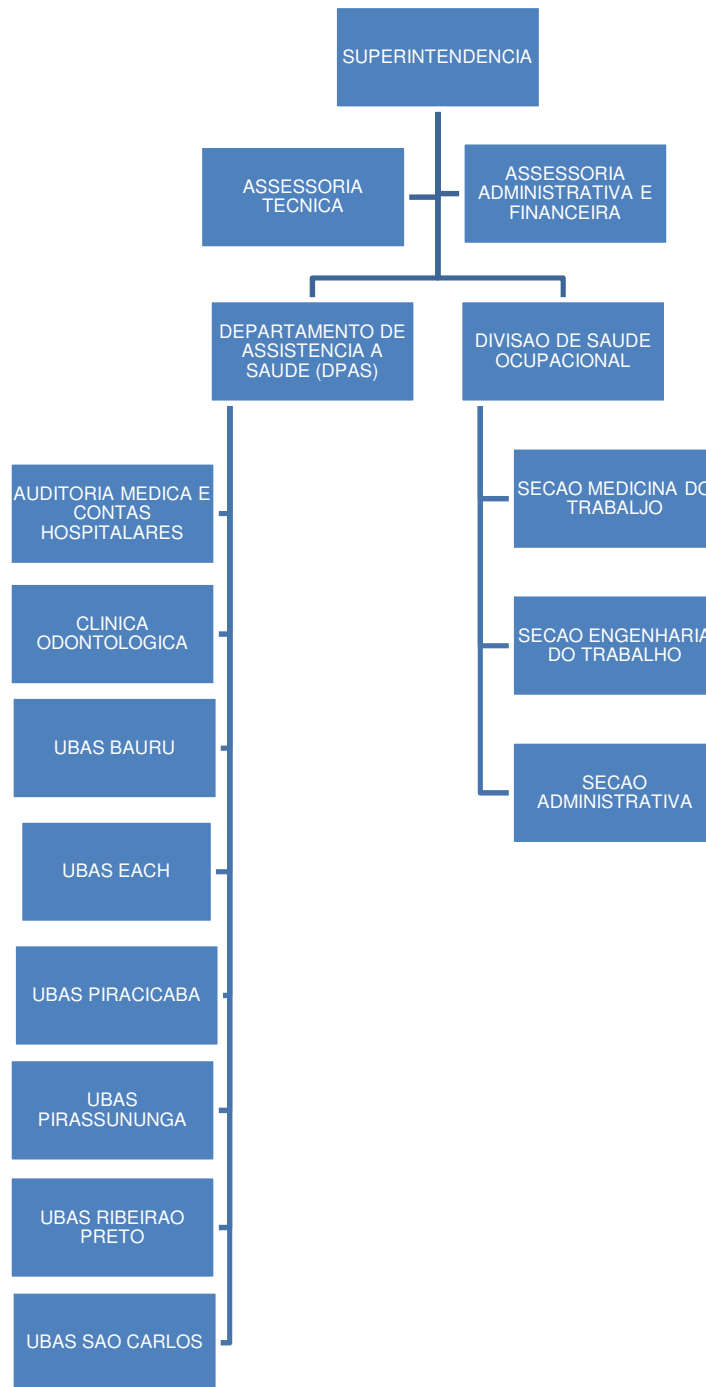 SUPERINTENDENCIA
ASSESSORIA
TECNICA
ASSESSORIA
ADMINISTRATIVA E
FINANCEIRA
DEPARTAMENTO DE
ASSISTENCIA A
SAUDE (DPAS)
DIVISAO DE SAUDE
OCUPACIONAL
AUDITORIA MEDICA E
CONTAS
HOSPITALARES
CLINICA
ODONTOLOGICA
UBAS BAURU
UBAS EACH
UBAS PIRACICABA
UBAS
PIRASSUNUNGA
UBAS RIBEIRAO
PRETO
UBAS SAO CARLOS
SECAO MEDICINA DO
TRABALJO
SECAO ENGENHARIA
DO TRABALHO
SECAO
ADMINISTRATIVA